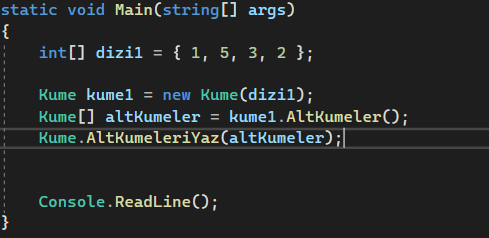 static void Main(string[] args)
{
int[] dizi1 = { 1, 5, 3, 2 };
Kume kume1 = new Kume(dizi1);
Kume[] altKumeler = kume1.AltKumeler();
Kume.AltKumeleriYaz(altKumeler);
Console.ReadLine();
}